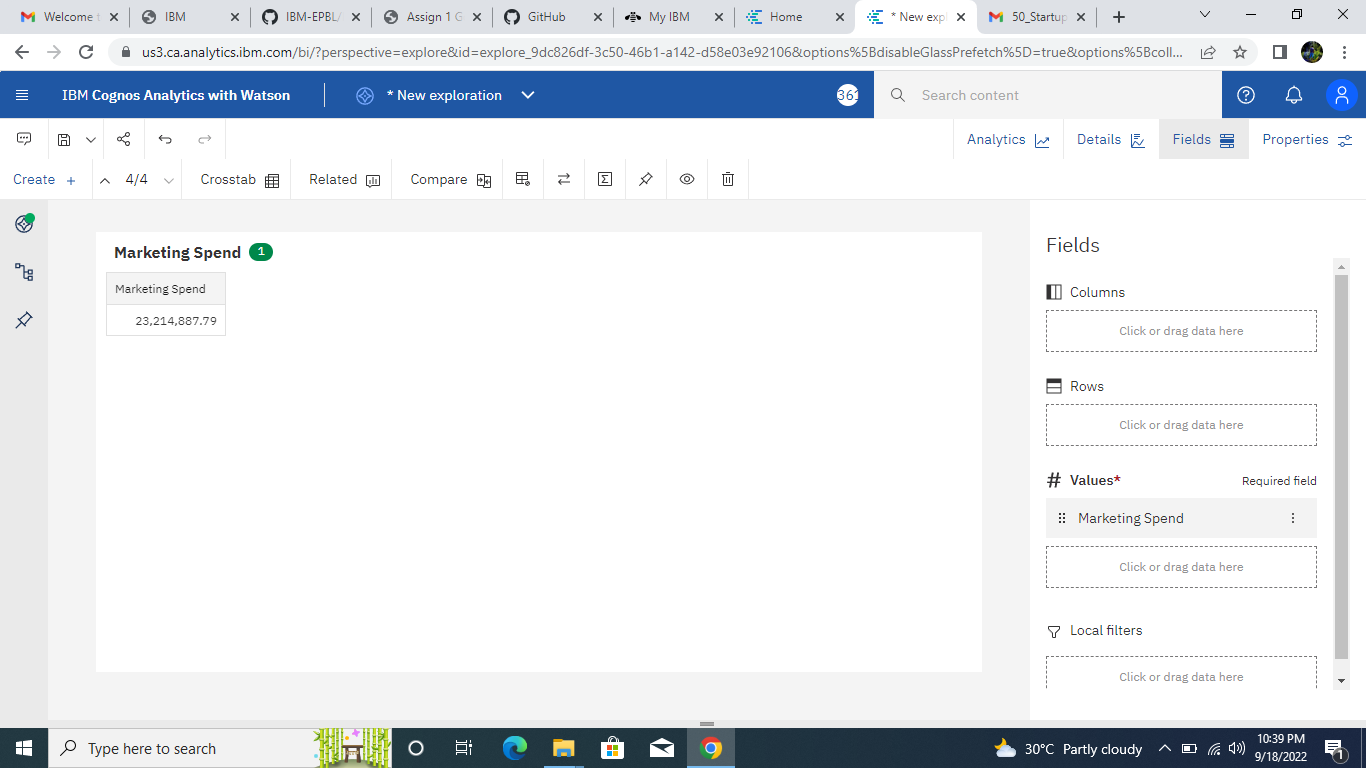 Welcome t
IBM
IBM-EPBL/
Assign 1 G
GitHub
My IBM
Home
* New expl
50_Startup
us3.ca.analytics.ibm.com/bi/?perspective=explore&id=explore_9dc826df-3c50-46b1-a142-d58e03e92106&options%5BdisableGlassPrefetch%5D=true&options%5Bcoll...
IBM Cognos Analytics with Watson
* New exploration
361
Search content
Analytics
Details
Fields
Properties
Create +
4/4
Crosstab
Related
Compare
Marketing Spend 1
Marketing Spend
23,214,887.79
Fields
Columns
Click or drag data here
Rows
Click or drag data here
# Values*
Required field
Marketing Spend
Click or drag data here
Local filters
Click or drag data here
Type here to search
30°C Partly cloudy
10:39 PM
9/18/2022
1